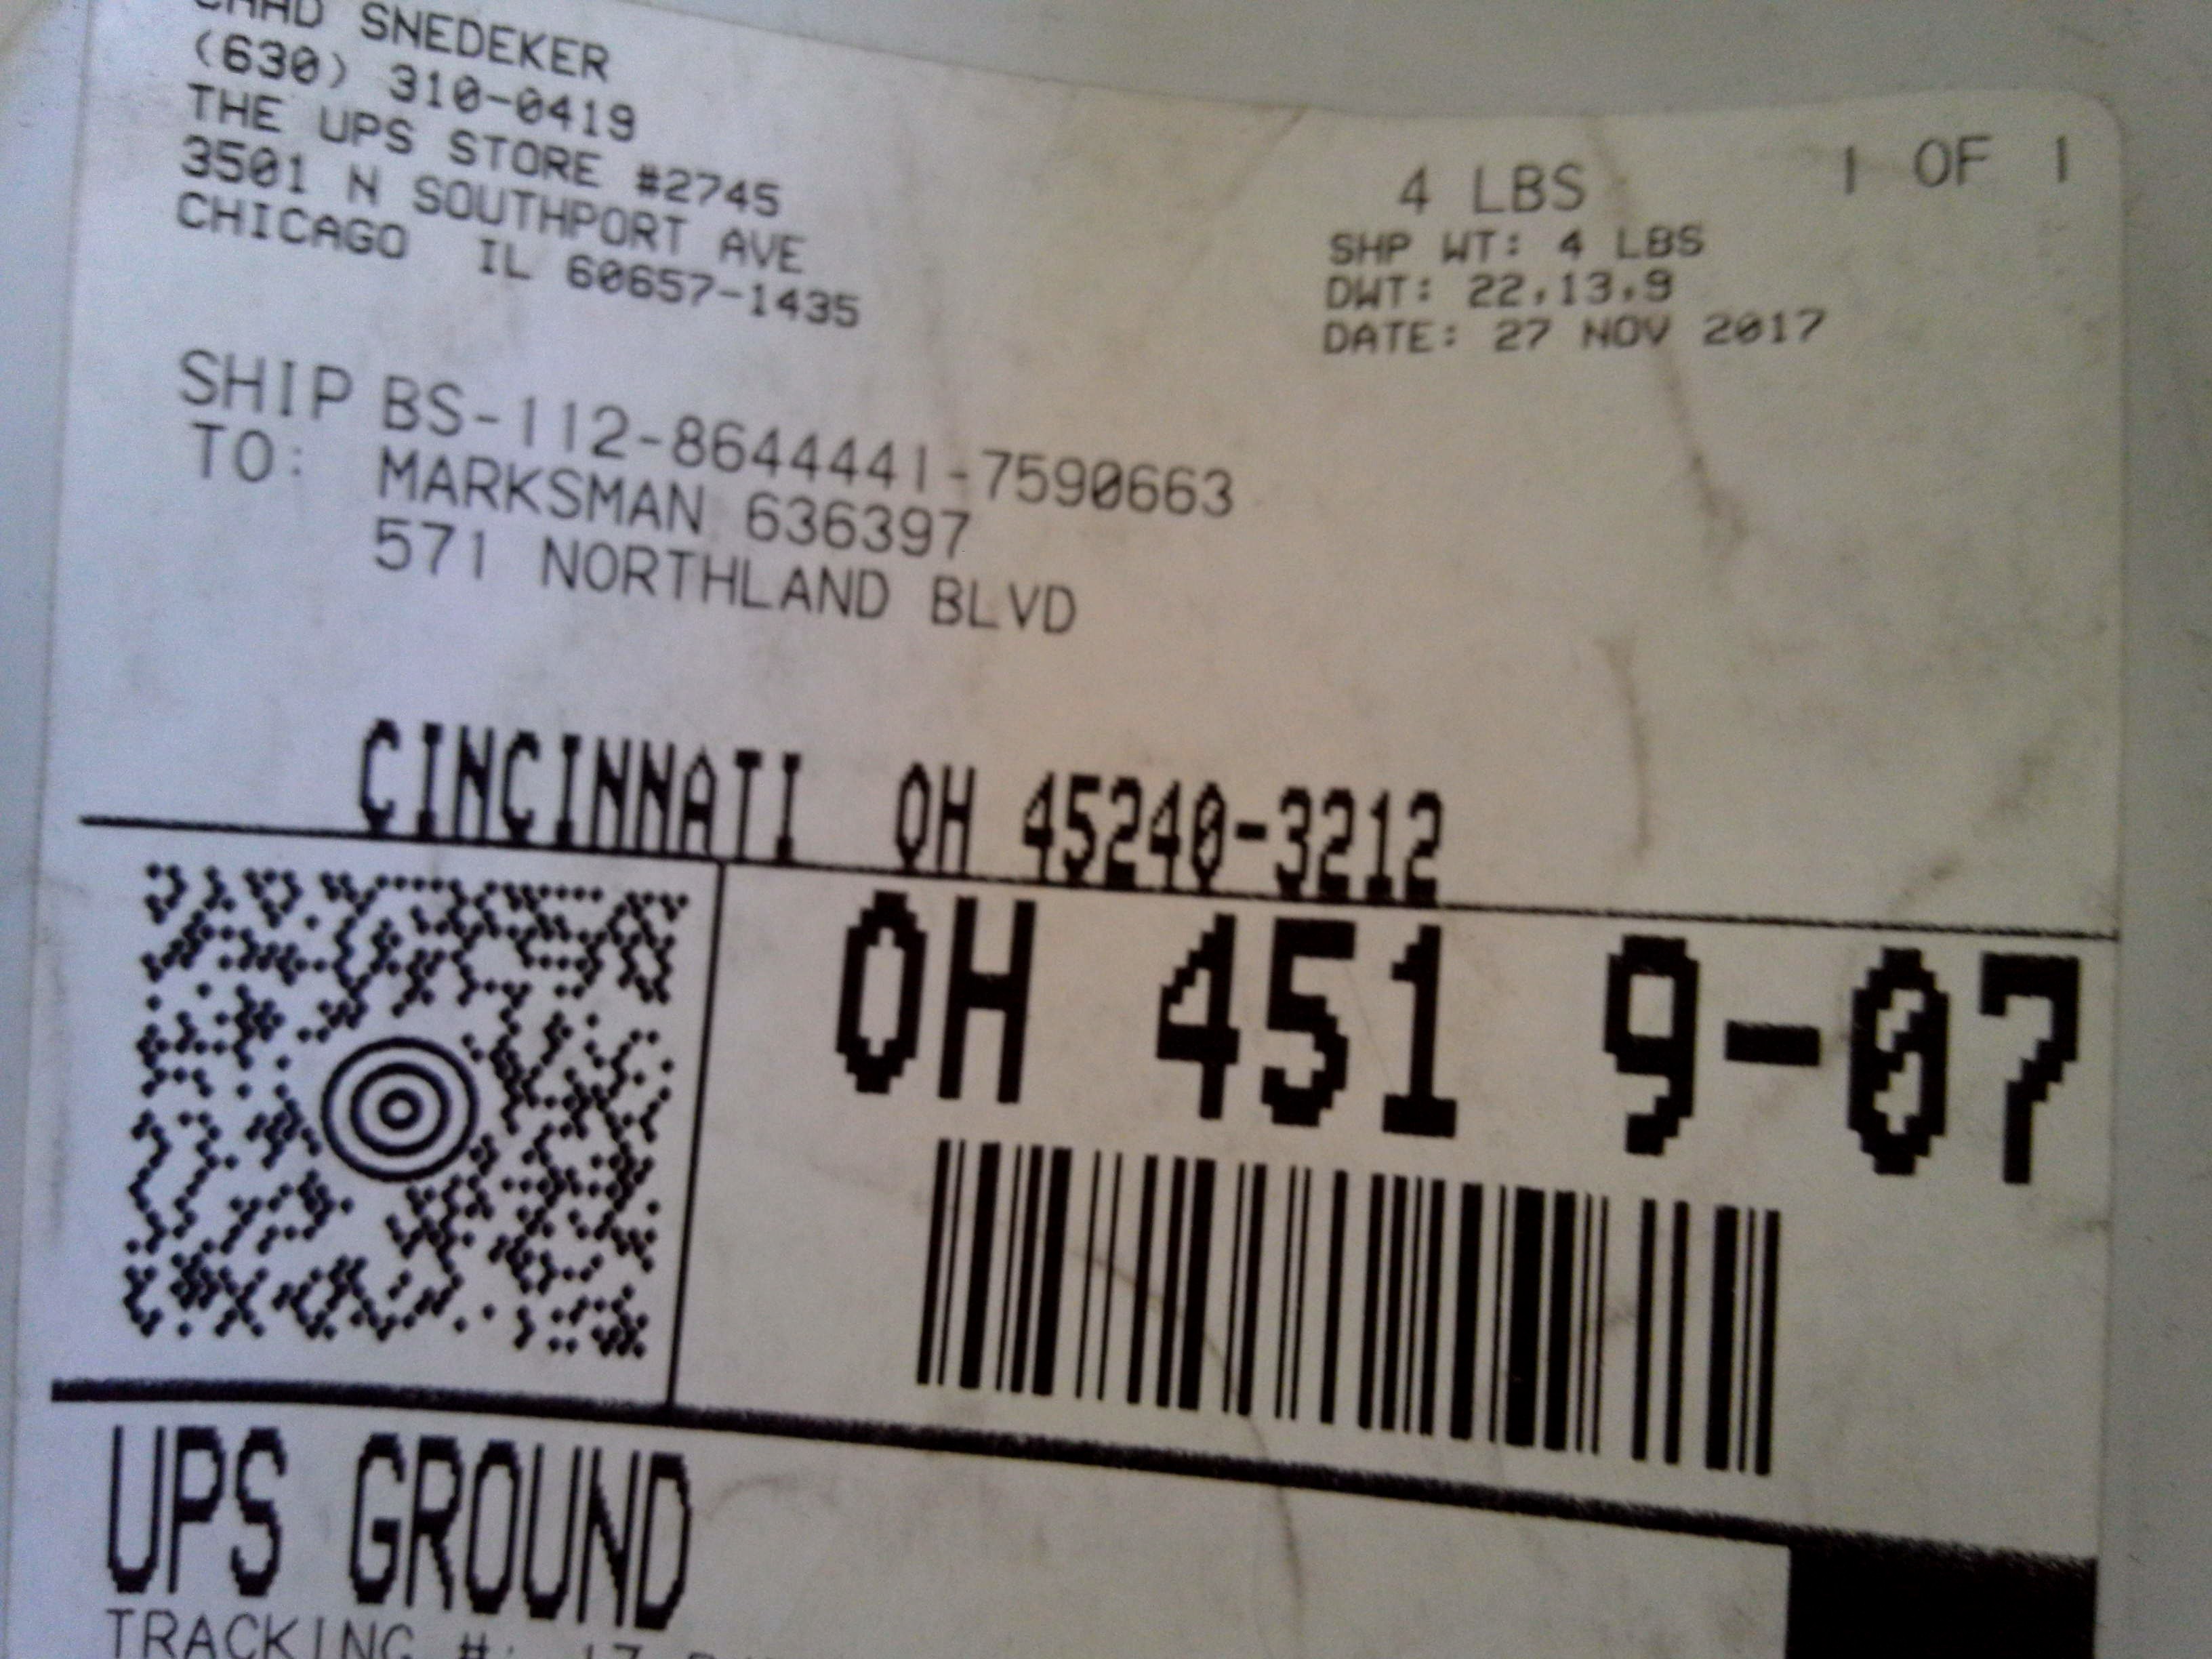 SNEDEKER
(630) 310-0419
THE UPS STORE #2745
3501 N SOUTHPORT AVE
CHICAGO IL 60657-1435
4 LBS 1 OF 1
SHP WT: 4 LBS
DWT: 22,13,9
DATE: 27 NOV 2017
SHIP BS-112-8644441-7590663
TO: MARKSMAN 636397
571 NORTHLAND BLVD
CINCINNATI OH 45240-3212
OH 451 9-07
UPS GROUND
TRACKING #: